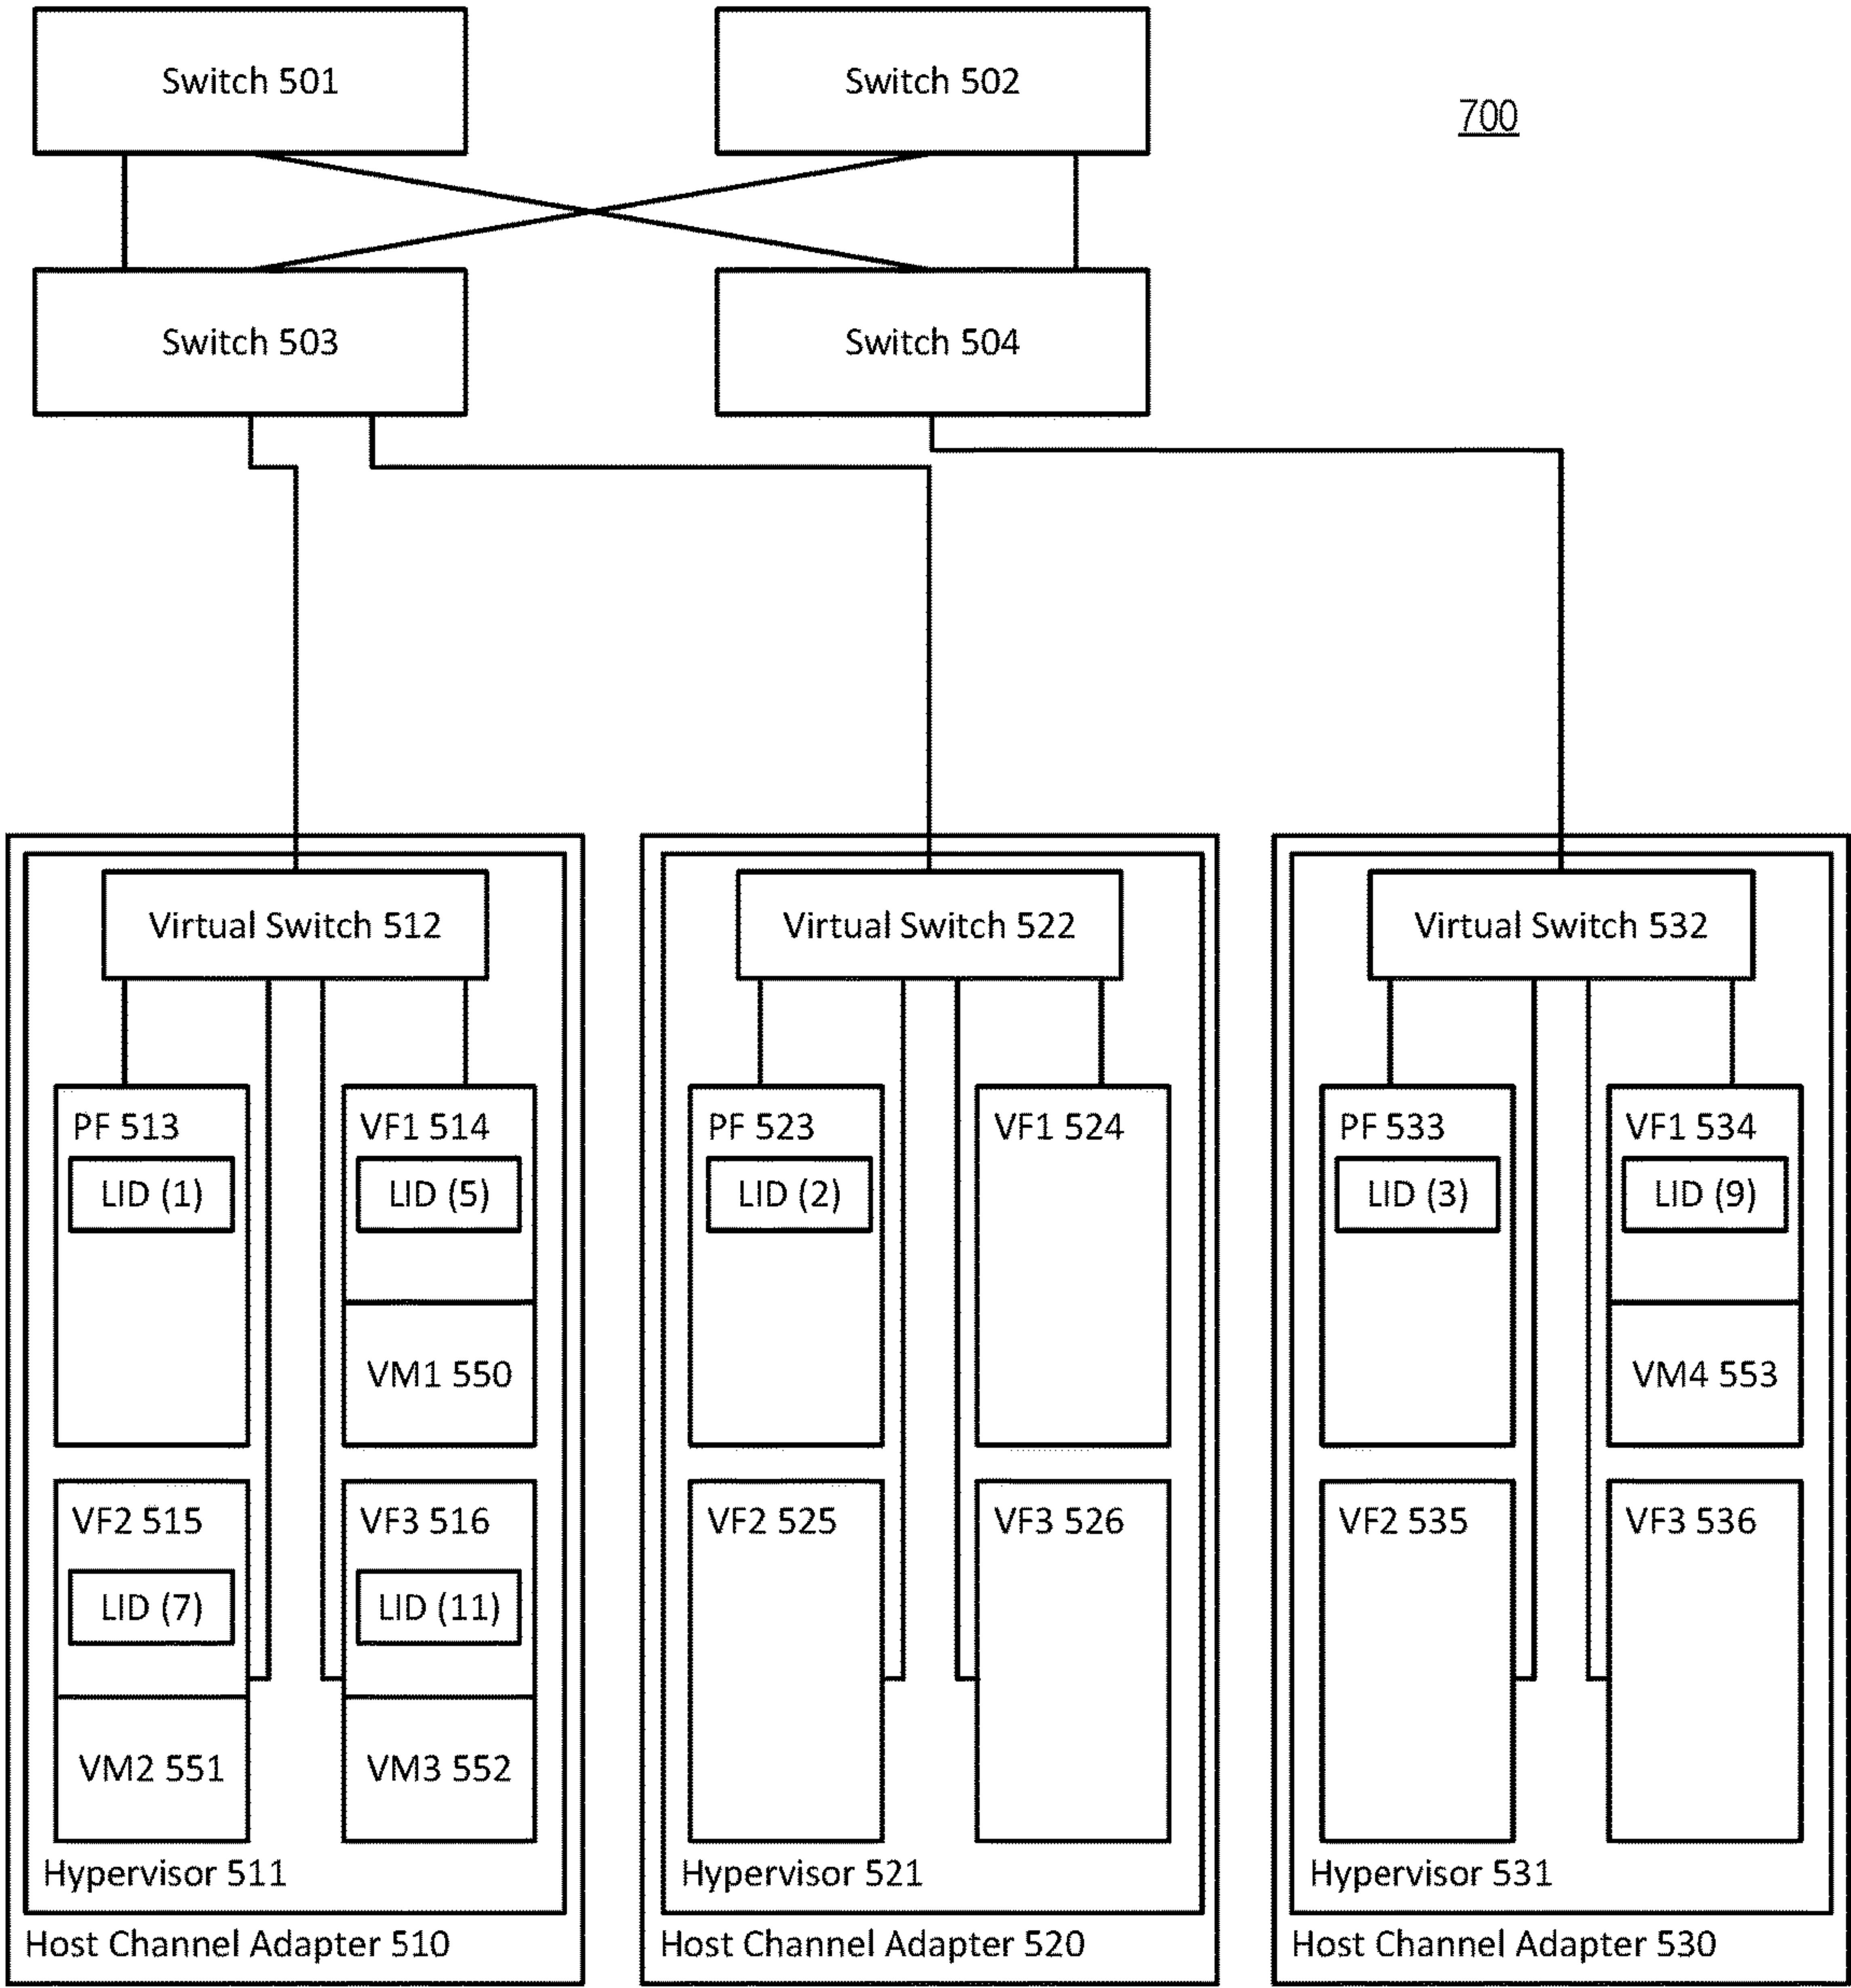 Switch 501
Switch 502
700
Switch 503
Switch 504
Virtual Switch 512
PF 513
LID (1)
VF1 514
LID (5)
VM1 550
VF2 515
LID (7)
VM2 551
VF3 516
LID (11)
VM3 552
Hypervisor 511
Host Channel Adapter 510
Virtual Switch 522
PF 523
LID (2)
VF1 524
VF2 525
VF3 526
Hypervisor 521
Host Channel Adapter 520
Virtual Switch 532
PF 533
LID (3)
VF1 534
LID (9)
VM4 553
VF2 535
VF3 536
Hypervisor 531
Host Channel Adapter 530